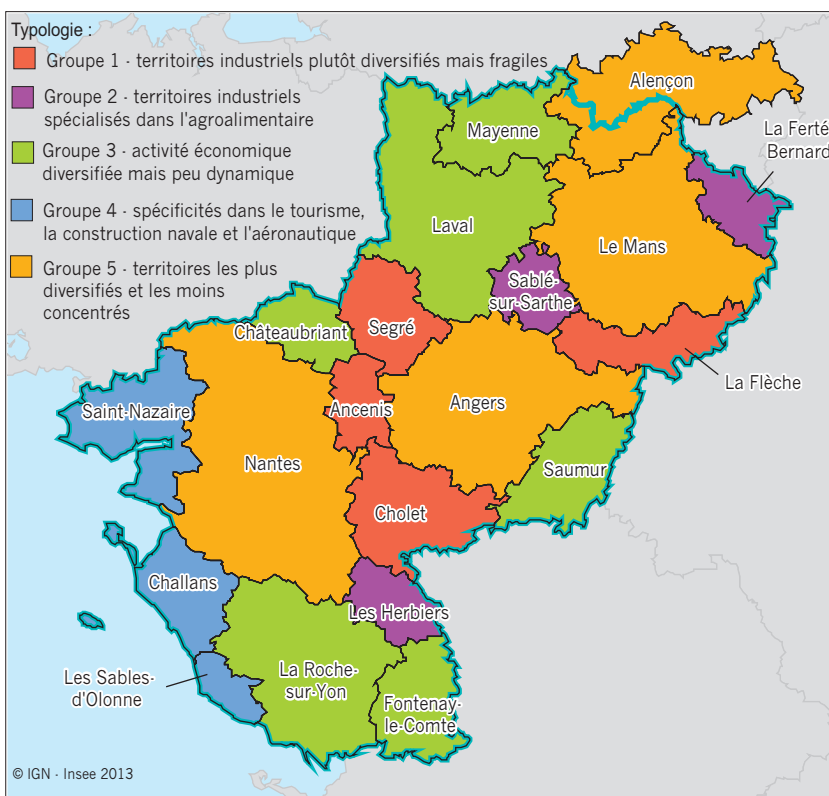 Typologie :
Groupe 1 - territoires industriels plutôt diversifiés mais fragiles
Groupe 2 - territoires industriels
spécialisés dans l'agroalimentaire
Groupe 3 - activité économique
diversifiée mais peu dynamique
Groupe 4 - spécificités dans le tourisme,
la construction navale et l'aéronautique
Groupe 5 - territoires les plus
diversifiés et les moins
concentrés
Alençon
Mayenne
La Ferté
Bernard
Laval
Le Mans
Sablé-
sur-Sarthe
Châteaubriant
Segré
La Flèche
Saint-Nazaire
Ancenis
Angers
Nantes
Saumur
Cholet
Challans
Les Herbiers
Les Sables-
d'Olonne
La Roche-
sur-Yon
Fontenay-
le-Comte
© IGN - Insee 2013